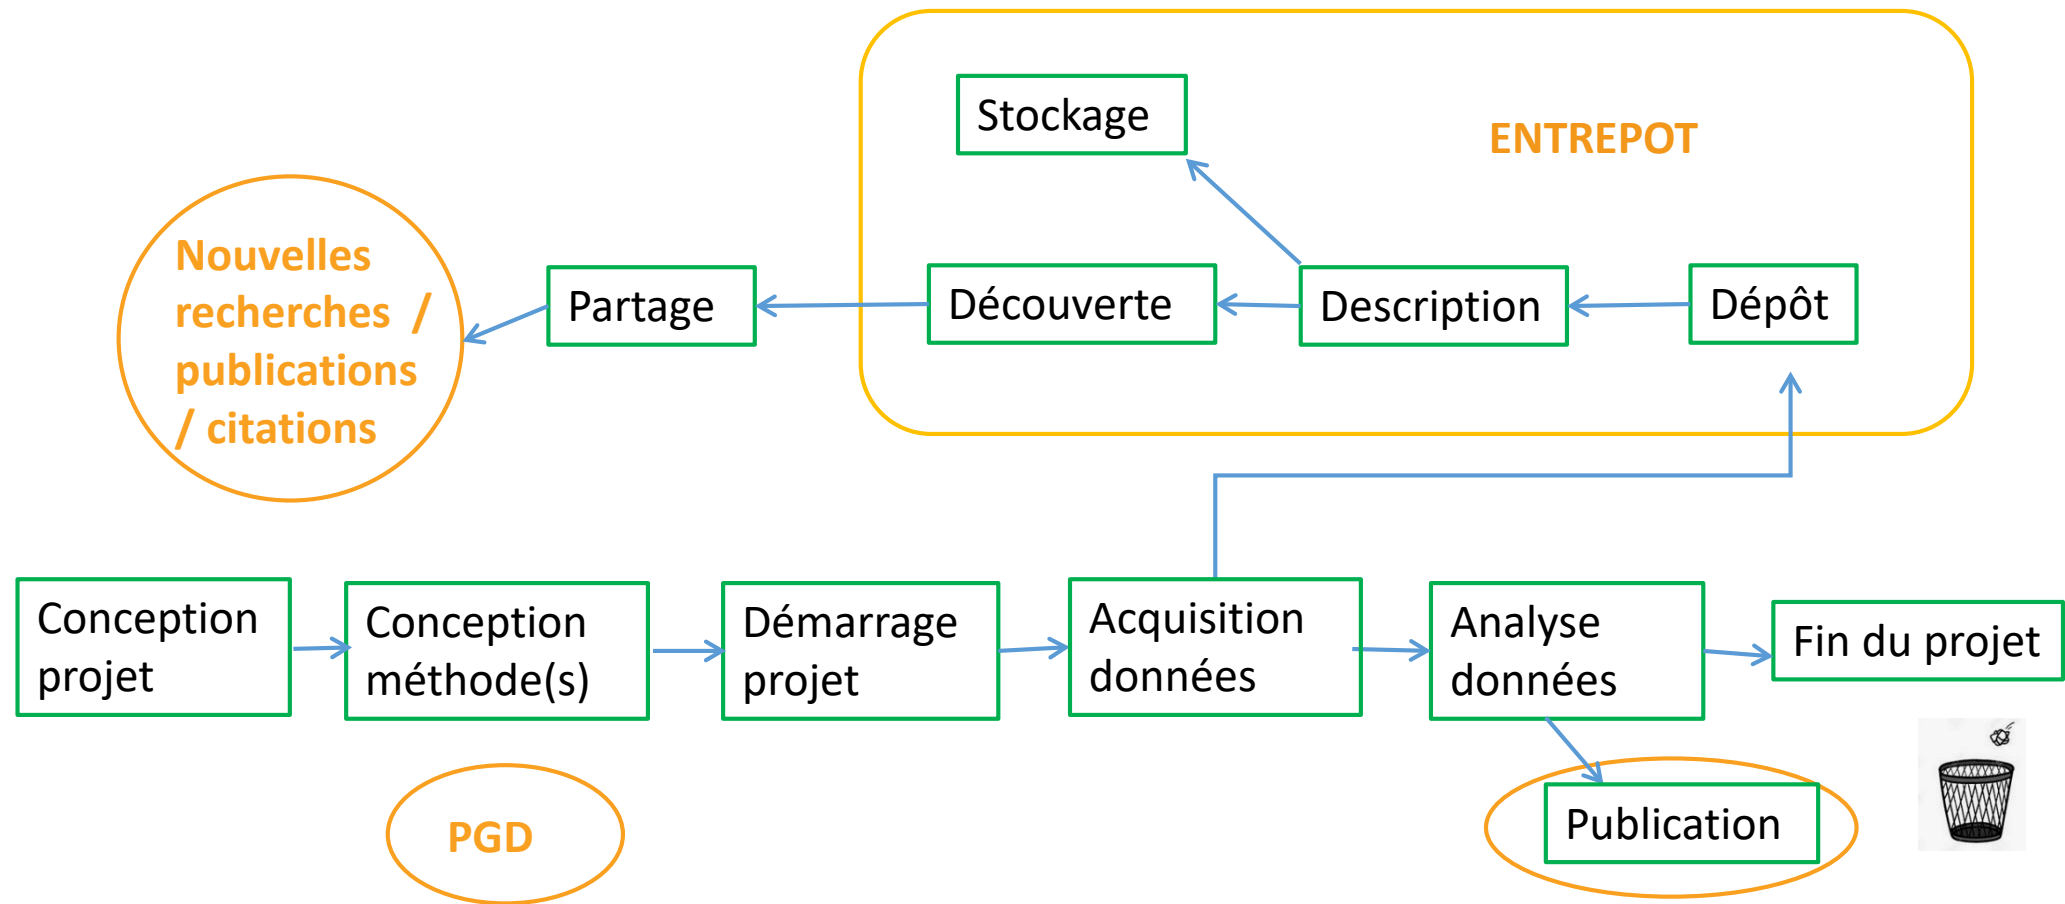 Stockage
ENTREPOT
Nouvelles
recherches /
publications
/ citations
Partage
Découverte
Description
Dépôt
Conception
projet
Conception
méthode(s)
Démarrage
projet
Acquisition
données
Analyse
données
Fin du projet
PGD
Publication